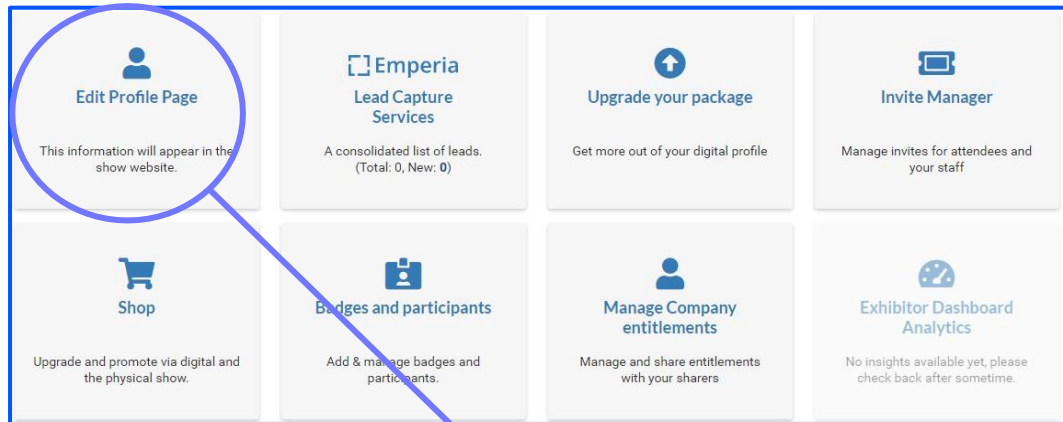 Edit Profile Page
This information will appear in the
show website.
Emperia
Lead Capture
Services
A consolidated list of leads.
(Total: 0, New: 0)
Upgrade your package
Get more out of your digital profile
Invite Manager
Manage invites for attendees and
your staff
Shop
Upgrade and promote via digital and
the physical show.
Badges and participants
Add & manage badges and
participants.
Manage Company
entitlements
Manage and share entitlements
with your sharers
Exhibitor Dashboard
Analytics
No insights available yet, please
check back after sometime.